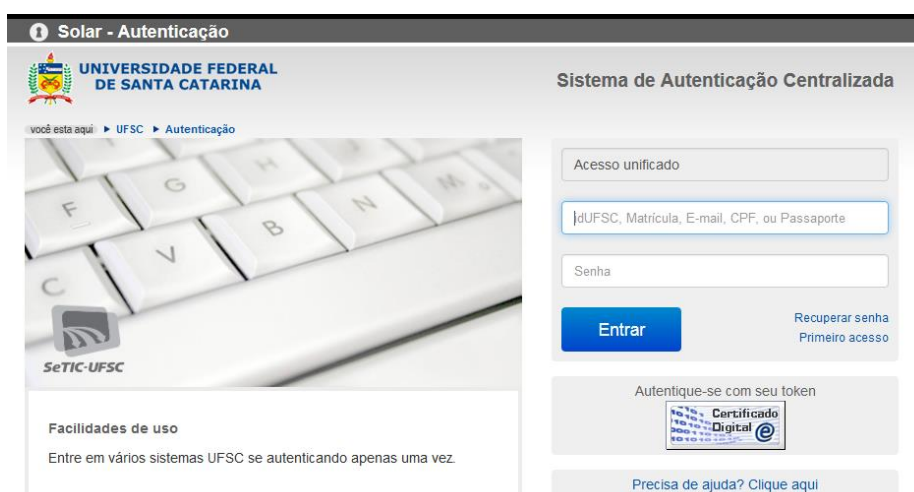 Solar - Autenticação
UNIVERSIDADE FEDERAL
DE SANTA CATARINA
Sistema de Autenticação Centralizada
você esta aqui ▶ UFSC ▶ Autenticação
G H
F B N M
C V
SeTIC-UFSC
Acesso unificado
IdUFSC, Matrícula, E-mail, CPF, ou Passaporte
Senha
Entrar
Recuperar senha
Primeiro acesso
Autentique-se com seu token
Certificado
Digital
Facilidades de uso
Entre em vários sistemas UFSC se autenticando apenas uma vez.
Precisa de ajuda? Clique aqui